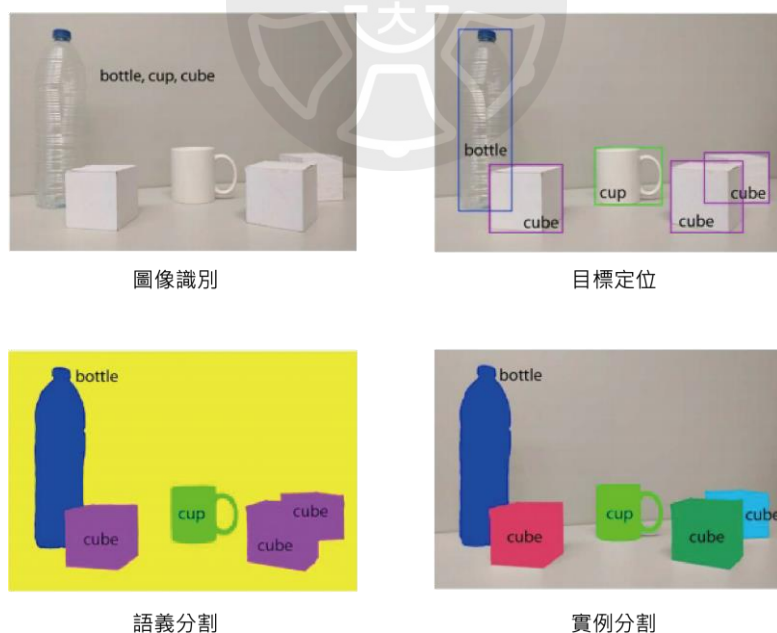 大
bottle, cup, cube
bottle
cube
cup
cube
cube
圖像識別
目標定位
bottle
cube
cup
cube
cube
bottle
cube
cup
cube
cube
語義分割
實例分割